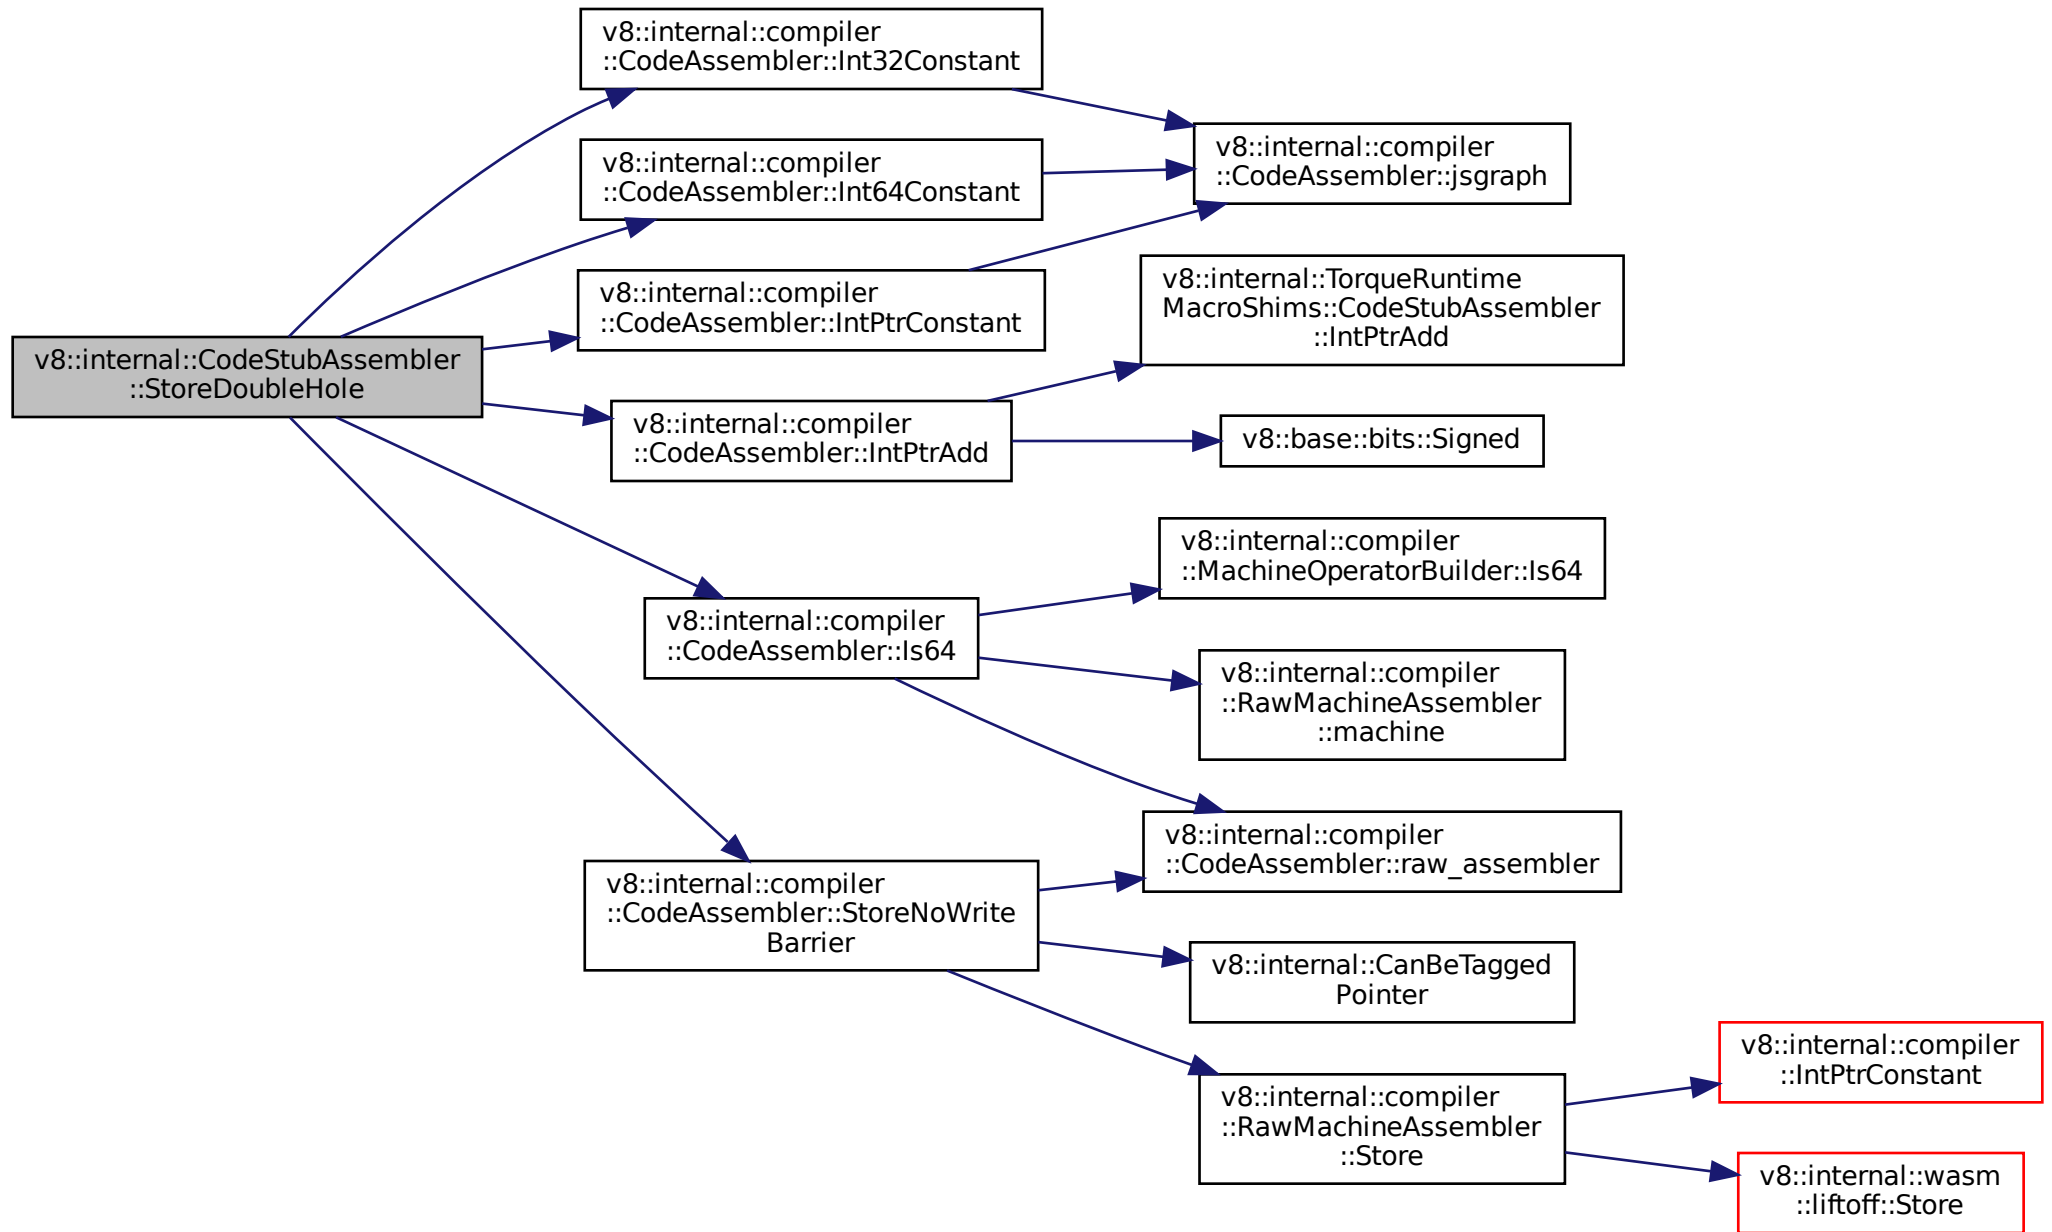 v8::internal::compiler
::CodeAssembler::Int32Constant
v8::internal::compiler
::CodeAssembler::jsgraph
v8::internal::compiler
::CodeAssembler::Int64Constant
v8::internal::compiler
::CodeAssembler::IntPtrConstant
v8::internal::TorqueRuntime
MacroShims::CodeStubAssembler
::IntPtrAdd
v8::internal::CodeStubAssembler
::StoreDoubleHole
v8::internal::compiler
::CodeAssembler::IntPtrAdd
v8::base::bits::Signed
v8::internal::compiler
::MachineOperatorBuilder::Is64
v8::internal::compiler
::CodeAssembler::Is64
v8::internal::compiler
::RawMachineAssembler
::machine
v8::internal::compiler
::CodeAssembler::raw_assembler
v8::internal::compiler
::CodeAssembler::StoreNoWrite
Barrier
v8::internal::CanBeTagged
Pointer
v8::internal::compiler
::IntPtrConstant
v8::internal::compiler
::RawMachineAssembler
::Store
v8::internal::wasm
::liftoff::Store